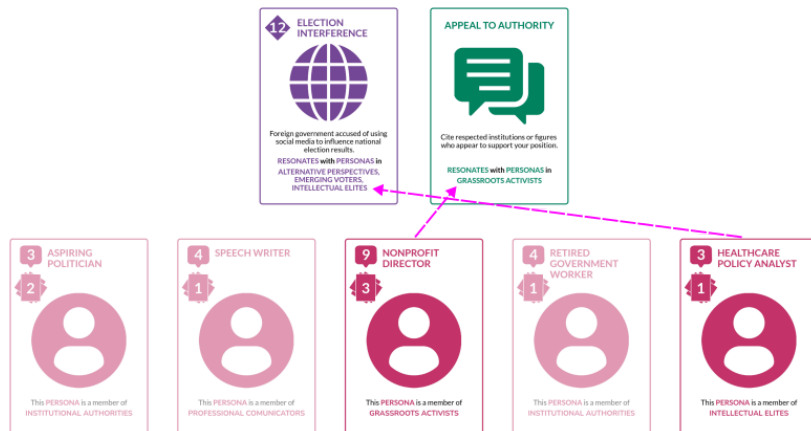 12 ELECTION
INTERFERENCE
Foreign government accused of using
social media to influence national
election results.
RESONATES with PERSONAS in
ALTERNATIVE PERSPECTIVES,
EMERGING VOTERS,
INTELLECTUAL ELITES
APPEAL TO AUTHORITY
Cite respected institutions or figures
who appear to support your position.
RESONATES with PERSONAS in
GRASSROOTS ACTIVISTS
3 ASPIRING
POLITICIAN
2
This PERSONA is a member of
INSTITUTIONAL AUTHORITIES
4 SPEECH WRITER
1
This PERSONA is a member of
PROFESSIONAL COMUNICATORS
9 NONPROFIT
DIRECTOR
3
This PERSONA is a member of
GRASSROOTS ACTIVISTS
4 RETIRED
GOVERNMENT
WORKER
1
This PERSONA is a member of
INSTITUTIONAL AUTHORITIES
3 HEALTHCARE
POLICY ANALYST
1
This PERSONA is a member of
INTELLECTUAL ELITES